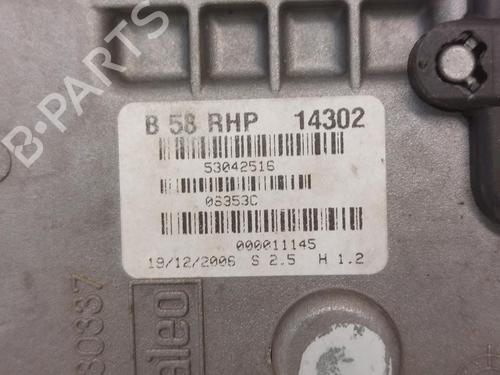 B-PARTS
B 58 RHP 14302
53042516
06353C
000011145
19/12/2006 S 2.5 H 1.2
aleo